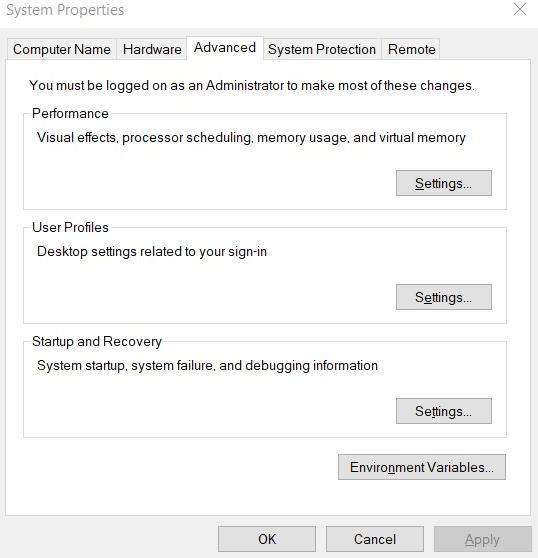 System Properties
Computer Name Hardware Advanced System Protection Remote
You must be logged on as an Administrator to make most of these changes.
Performance
Visual effects, processor scheduling, memory usage, and virtual memory
Settings...
User Profiles
Desktop settings related to your sign-in
Settings...
Startup and Recovery
System startup, system failure, and debugging information
Settings...
Environment Variables...
OK Cancel Apply